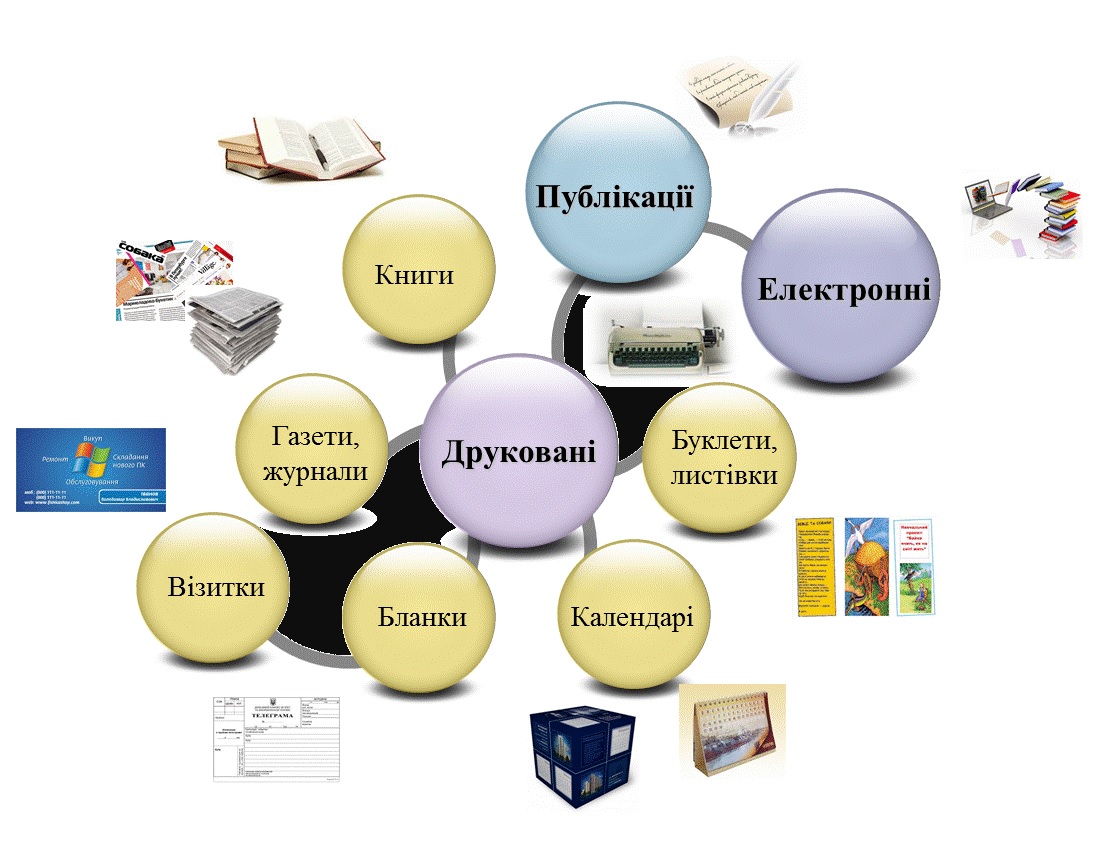 Публікації
Електронні
Книги
Друковані
Газети,
журнали
Буклети,
листівки
Візитки
Бланки
Календарі
СОБАКА
Village
Викуп
Ремонт
Складання
нового ПК
Обслуговування
ТЕЛЕГРАМА